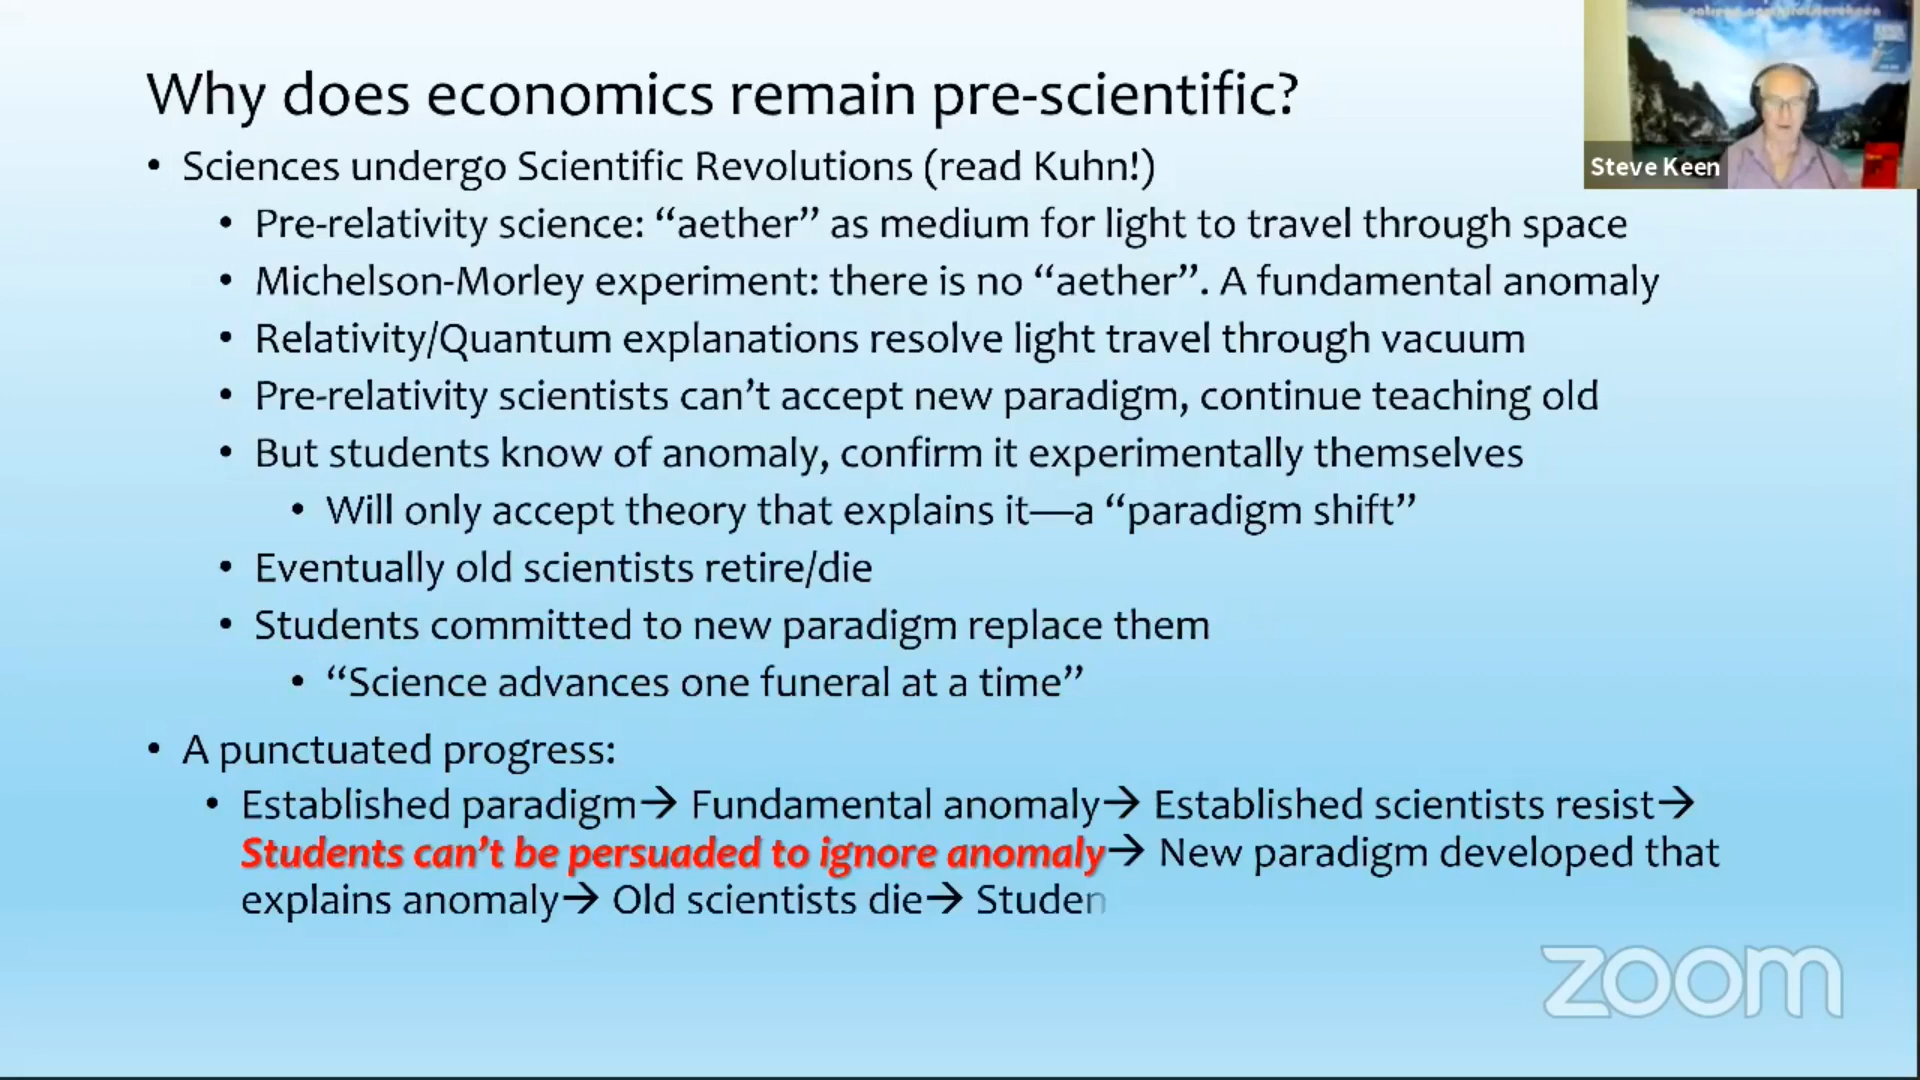 Why does economics remain pre-scientific?
• Sciences undergo Scientific Revolutions (read Kuhn!)
• Pre-relativity science: “aether” as medium for light to travel through space
• Michelson-Morley experiment: there is no “aether”. A fundamental anomaly
• Relativity/Quantum explanations resolve light travel through vacuum
• Pre-relativity scientists can’t accept new paradigm, continue teaching old
• But students know of anomaly, confirm it experimentally themselves
• Will only accept theory that explains it—a “paradigm shift”
• Eventually old scientists retire/die
• Students committed to new paradigm replace them
• “Science advances one funeral at a time”
• A punctuated progress:
• Established paradigm→ Fundamental anomaly→ Established scientists resist→
Students can’t be persuaded to ignore anomaly→ New paradigm developed that
explains anomaly→ Old scientists die→ Studen
Steve Keen
zoom